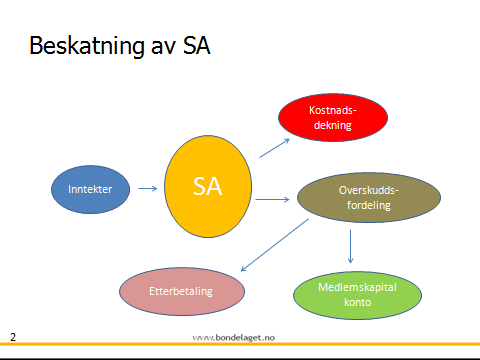 Beskatning av SA
Kostnads-
dekning
Inntekter
SA
Overskudds-
fordeling
Etterbetaling
Medlemskapital
konto
2
www.bondelaget.no